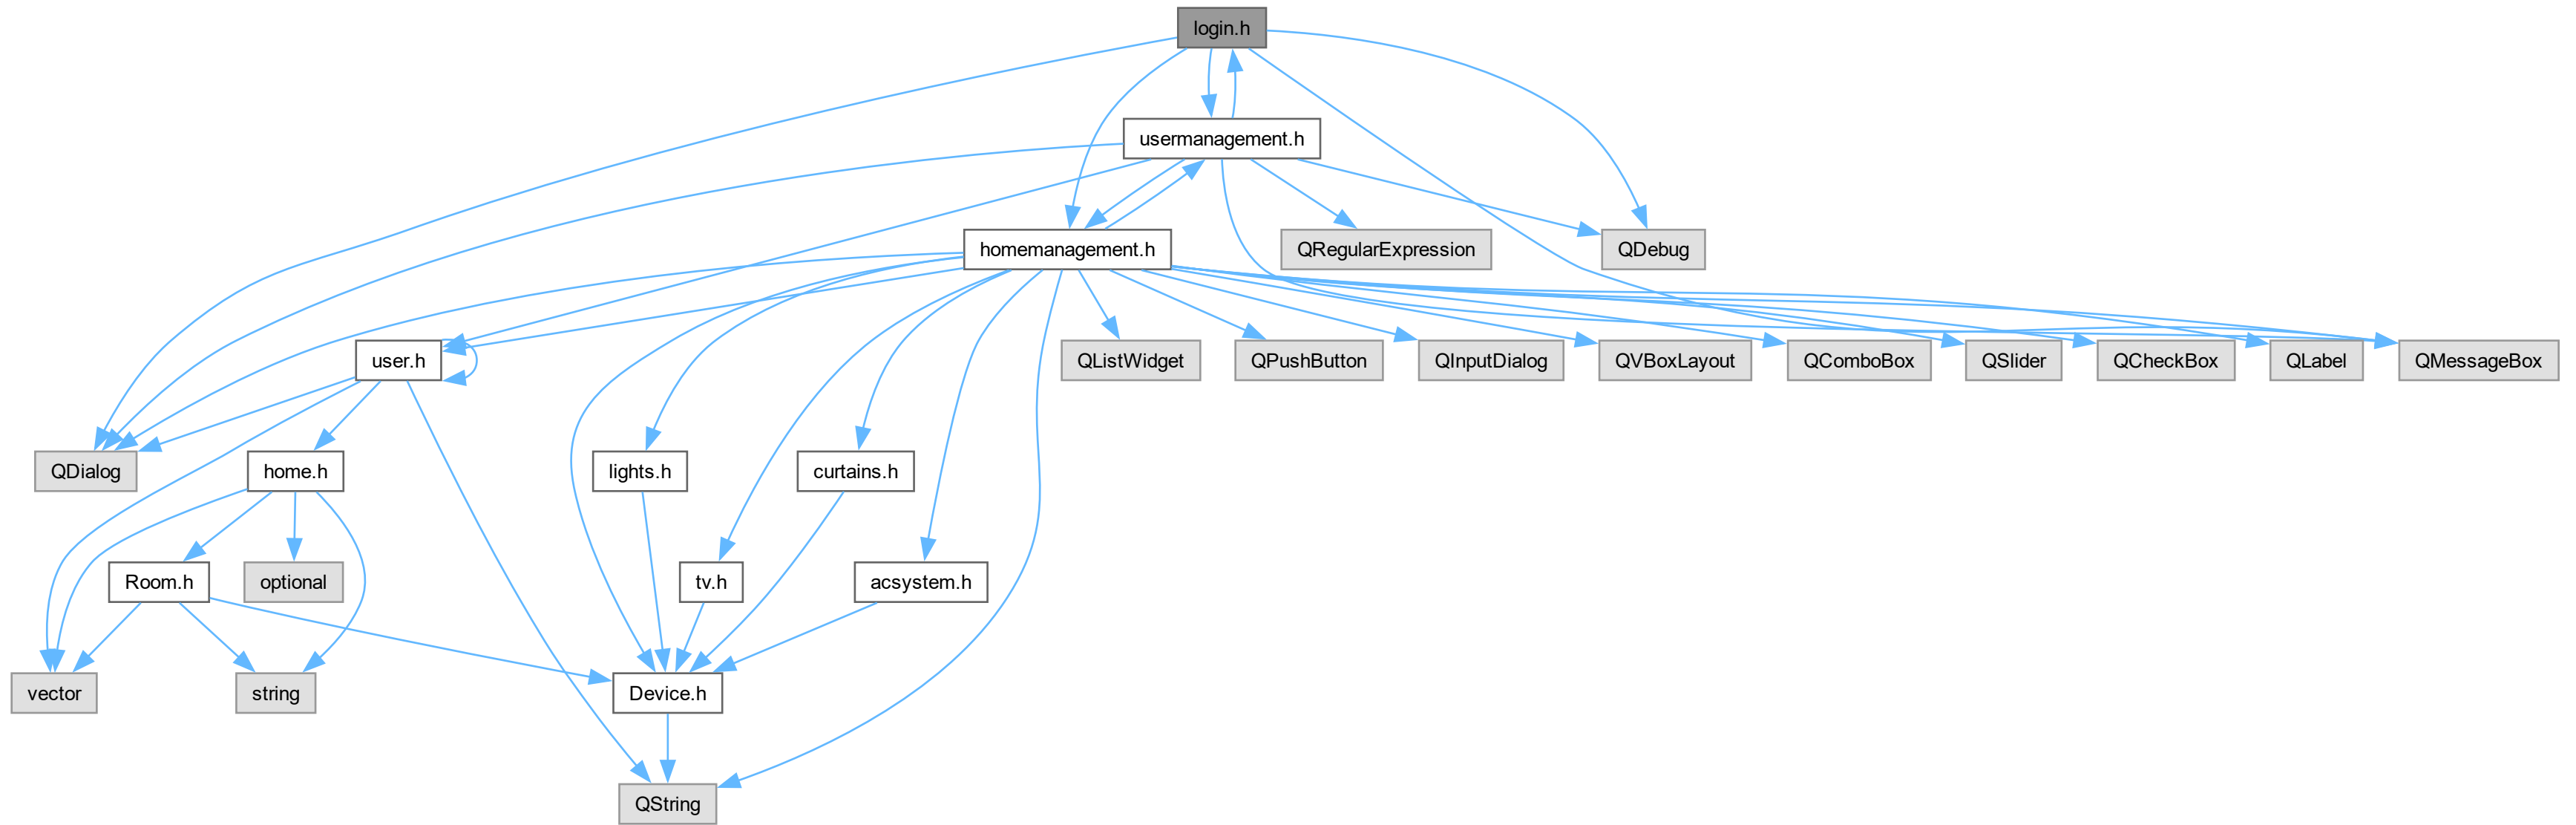 login.h
usermanagement.h
homemanagement.h
QRegularExpression
QDebug
user.h
QListWidget
QPushButton
QInputDialog
QVBoxLayout
QComboBox
QSlider
QCheckBox
QLabel
QMessageBox
QDialog
home.h
lights.h
curtains.h
Room.h
optional
tv.h
acsystem.h
vector
string
Device.h
QString